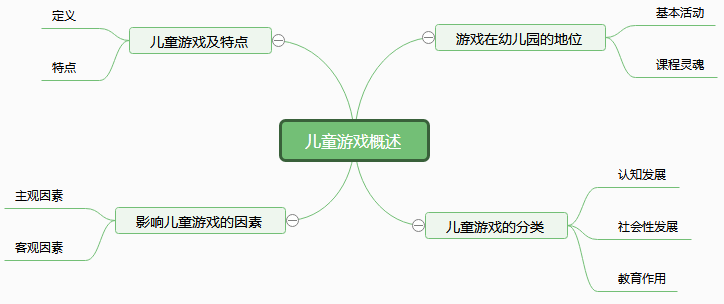 儿童游戏概述
儿童游戏及特点
定义
特点
影响儿童游戏的因素
主观因素
客观因素
游戏在幼儿园的地位
基本活动
课程灵魂
儿童游戏的分类
认知发展
社会性发展
教育作用